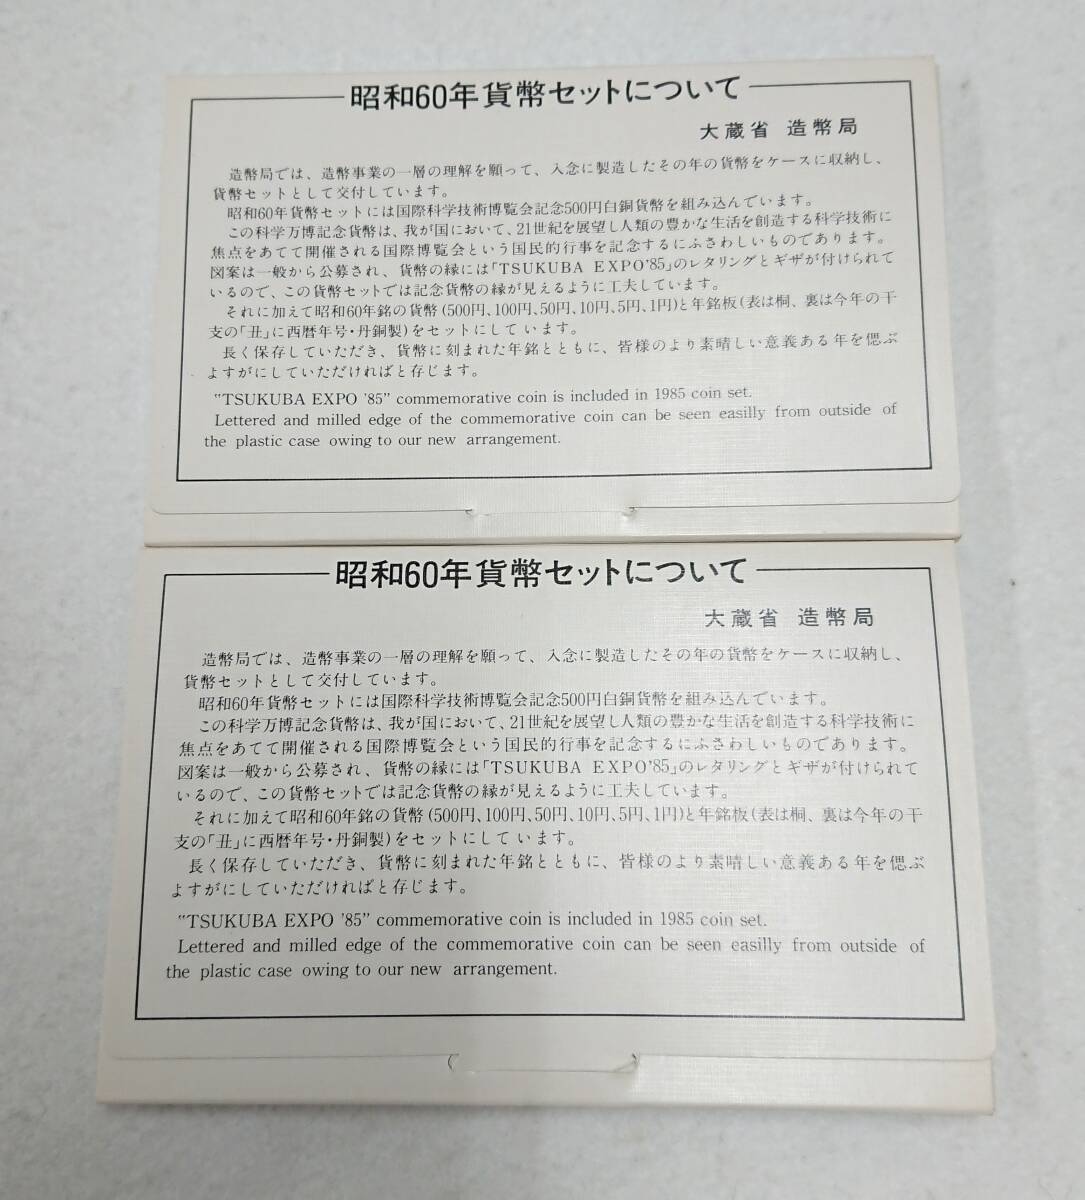 昭和60年貨幣セットについて
大蔵省 造幣局
造幣局では、造幣事業の一層の理解を願って、入念に製造したその年の貨幣をケースに収納し、
貨幣セットとして交付しています。
昭和60年貨幣セットには国際科学技術博覧会記念500円白銅貨幣を組み込んでいます。
この科学万博記念貨幣は、我が国において、21世紀を展望し人類の豊かな生活を創造する科学技術に
焦点をあてて開催される国際博覧会という国民的行事を記念するにふさわしいものであります。
図案は一般から公募され、貨幣の縁には「TSUKUBA EXPO'85」のレタリングとギザが付けられて
いるので、この貨幣セットでは記念貨幣の縁が見えるように工夫しています。
それに加えて昭和60年銘の貨幣(500円、100円、50円、10円、5円、1円)と年銘板(表は桐、裏は今年の干
支の「丑」に西暦年号・丹銅製)をセットにして います。
長く保存していただき、貨幣に刻まれた年銘とともに、皆様のより素晴しい意義ある年を偲ぶ
よすがにしていただければと存じます。
"TSUKUBA EXPO '85" commemorative coin is included in 1985 coin set.
Lettered and milled edge of the commemorative coin can be seen easilly from outside of
the plastic case owing to our new arrangement.
昭和60年貨幣セットについて
大蔵省 造幣局
造幣局では、造幣事業の一層の理解を願って、入念に製造したその年の貨幣をケースに収納し、
貨幣セットとして交付しています。
昭和60年貨幣セットには国際科学技術博覧会記念500円白銅貨幣を組み込んでいます。
この科学万博記念貨幣は、我が国において、21世紀を展望し人類の豊かな生活を創造する科学技術に
焦点をあてて開催される国際博覧会という国民的行事を記念するにふさわしいものであります。
図案は一般から公募され、貨幣の縁には「TSUKUBA EXPO'85」のレタリングとギザが付けられて
いるので、この貨幣セットでは記念貨幣の縁が見えるように工夫しています。
それに加えて昭和60年銘の貨幣(500円、100円、50円、10円、5円、1円)と年銘板(表は桐、裏は今年の干
支の「丑」に西暦年号・丹銅製)をセットにして います。
長く保存していただき、貨幣に刻まれた年銘とともに、皆様のより素晴しい意義ある年を偲ぶ
よすがにしていただければと存じます。
"TSUKUBA EXPO '85" commemorative coin is included in 1985 coin set.
Lettered and milled edge of the commemorative coin can be seen easilly from outside of
the plastic case owing to our new arrangement.